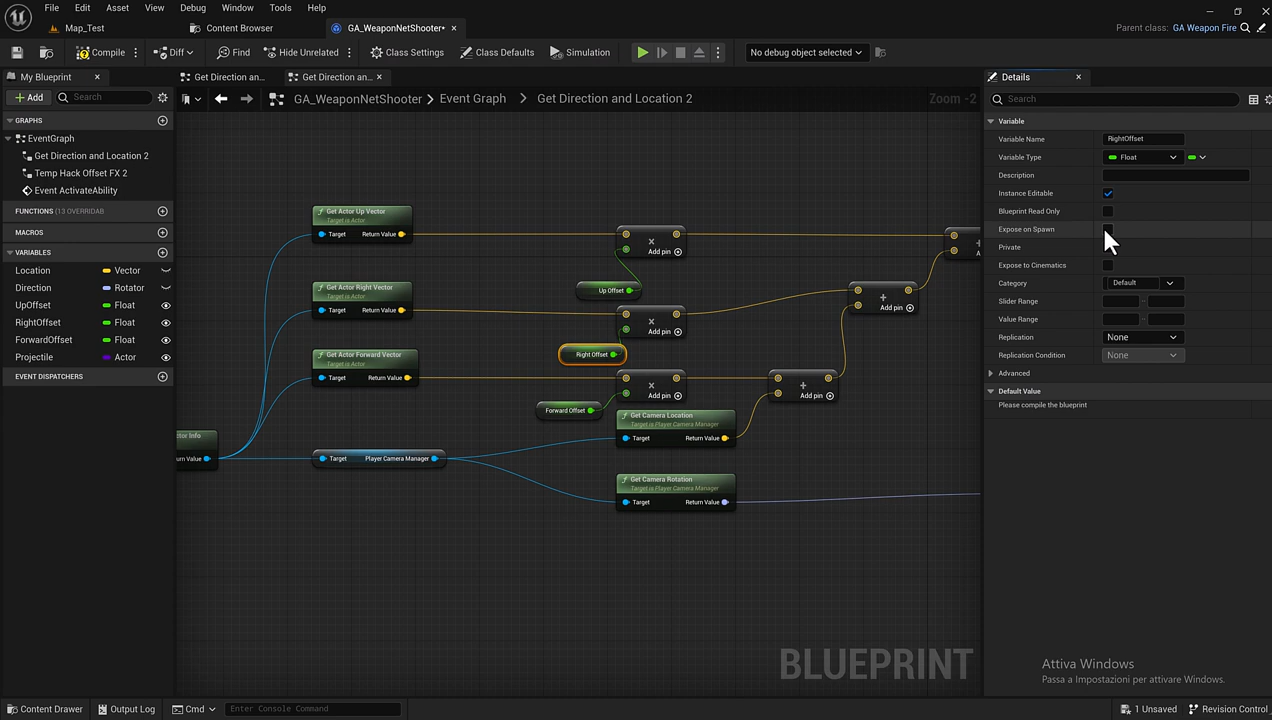 File Edit Asset View Debug Window Tools Help
Map_Test Content Browser GA_WeaponNetShooter• Parent class: GA Weapon Fire
Compile Diff Find Hide Unrelated Class Settings Class Defaults Simulation No debug object selected
My Blueprint Get Direction an... Get Direction an... Details
Add Search GA_WeaponNetShooter Event Graph Get Direction and Location 2 Zoom -2 Search
GRAPHS
EventGraph
Get Direction and Location 2
Temp Hack Offset FX 2
Event ActivateAbility
FUNCTIONS (13 OVERRIDAB
MACROS
VARIABLES
Location Vector
Direction Rotator
UpOffset Float
RightOffset Float
ForwardOffset Float
Projectile Actor
EVENT DISPATCHERS
Get Actor Up Vector
Target is Actor
Target Return Value
Add pin
Up Offset
Get Actor Right Vector
Target is Actor
Target Return Value
Add pin
Right Offset
Add pin
Get Actor Forward Vector
Target is Actor
Target Return Value
Add pin
Add pin
Forward Offset
Get Camera Location
Target is Player Camera Manager
Target Return Value
Target Player Camera Manager
Get Camera Rotation
Target is Player Camera Manager
Target Return Value
BLUEPRINT
Variable
Variable Name RightOffset
Variable Type Float
Description
Instance Editable
Blueprint Read Only
Expose on Spawn
Private
Expose to Cinematics
Category Default
Slider Range
Value Range
Replication None
Replication Condition None
Advanced
Default Value
Please compile the blueprint
Attiva Windows
Passa a Impostazioni per attivare Windows.
Content Drawer Output Log Cmd Enter Console Command 1 Unsaved Revision Control